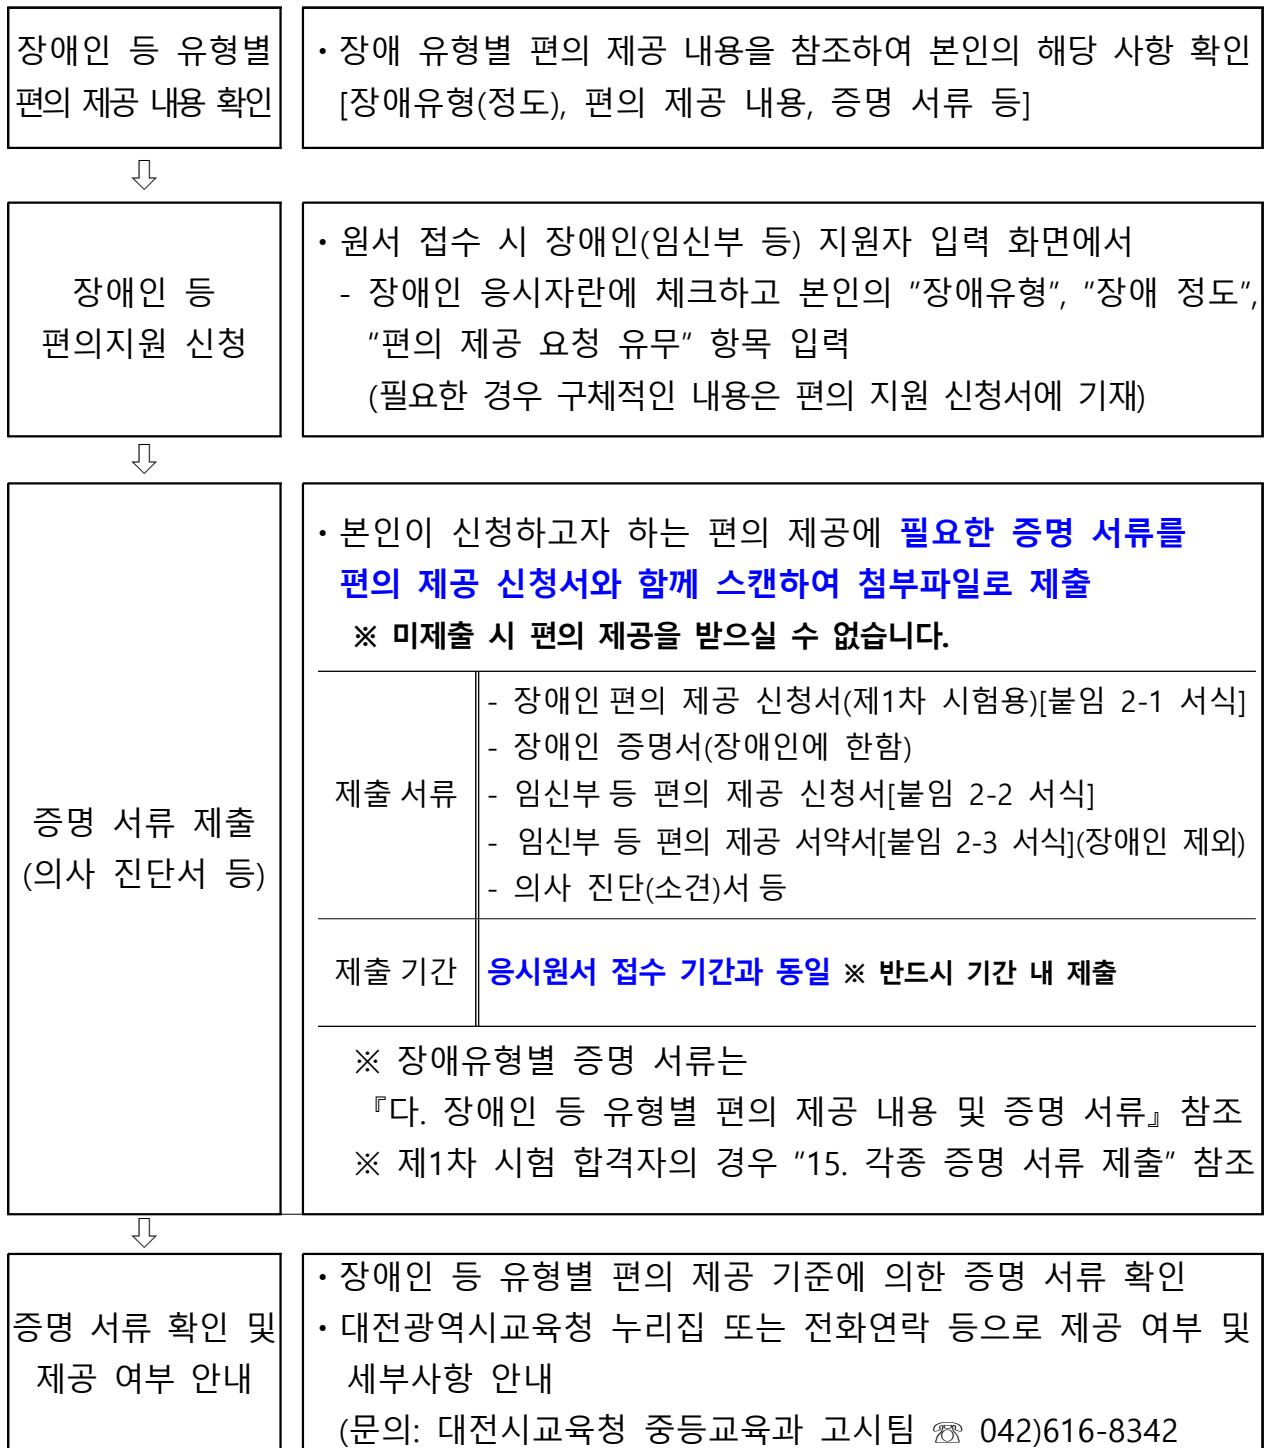 장애인 등 유형별
편의 제공 내용 확인
· 장애 유형별 편의 제공 내용을 참조하여 본인의 해당 사항 확인
[장애유형(정도), 편의 제공 내용, 증명 서류 등]
⇩
장애인 등
편의지원 신청
· 원서 접수 시 장애인(임신부 등) 지원자 입력 화면에서
- 장애인 응시자란에 체크하고 본인의 “장애유형”, “장애 정도”,
“편의 제공 요청 유무” 항목 입력
(필요한 경우 구체적인 내용은 편의 지원 신청서에 기재)
⇩
증명 서류 제출
(의사 진단서 등)
· 본인이 신청하고자 하는 편의 제공에 필요한 증명 서류를
편의 제공 신청서와 함께 스캔하여 첨부파일로 제출
※ 미제출 시 편의 제공을 받으실 수 없습니다.
제출 서류
- 장애인 편의 제공 신청서(제1차 시험용)[붙임 2-1 서식]
- 장애인 증명서(장애인에 한함)
- 임신부 등 편의 제공 신청서[붙임 2-2 서식]
- 임신부 등 편의 제공 서약서[붙임 2-3 서식](장애인 제외)
- 의사 진단(소견)서 등
제출 기간
응시원서 접수 기간과 동일 ※ 반드시 기간 내 제출
※ 장애유형별 증명 서류는
『다. 장애인 등 유형별 편의 제공 내용 및 증명 서류』 참조
※ 제1차 시험 합격자의 경우 “15. 각종 증명 서류 제출” 참조
⇩
증명 서류 확인 및
제공 여부 안내
· 장애인 등 유형별 편의 제공 기준에 의한 증명 서류 확인
· 대전광역시교육청 누리집 또는 전화연락 등으로 제공 여부 및
세부사항 안내
(문의: 대전시교육청 중등교육과 고시팀 ☏ 042)616-8342